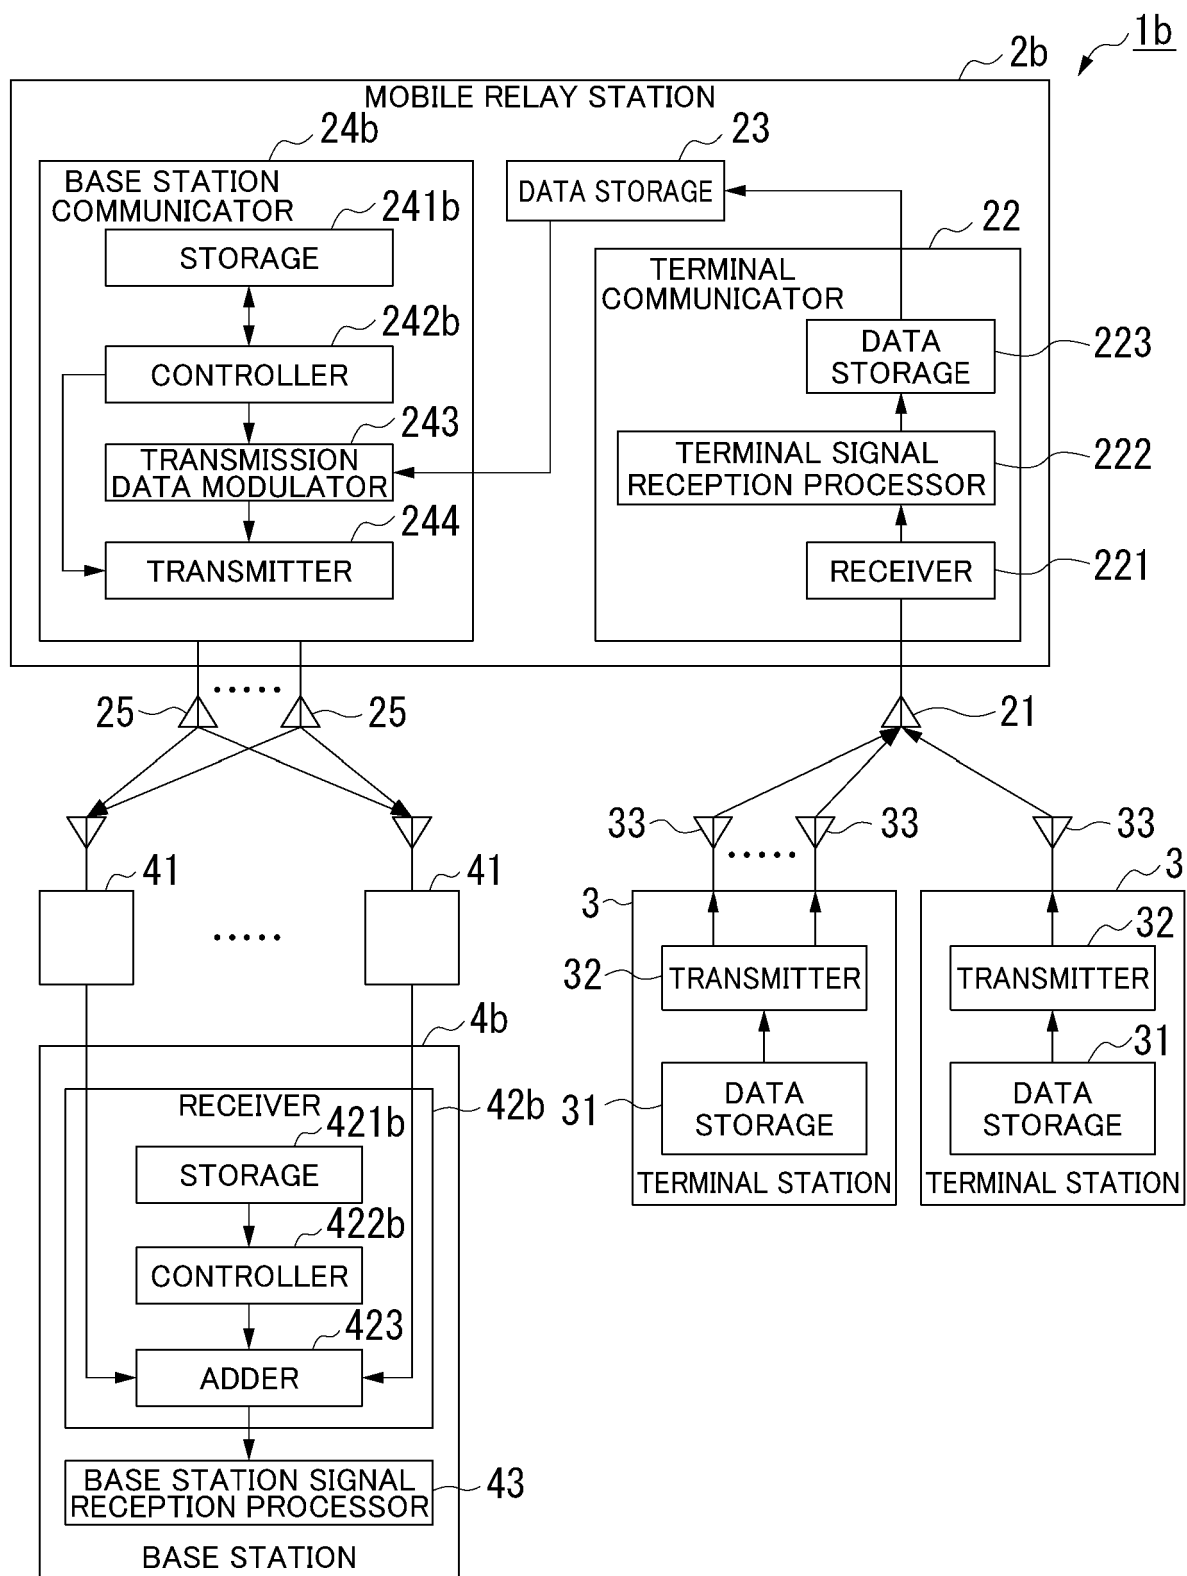 1b
2b
MOBILE RELAY STATION
24b
23
BASE STATION
COMMUNICATOR
DATA STORAGE
241b
STORAGE
22
TERMINAL
COMMUNICATOR
242b
CONTROLLER
DATA
STORAGE
223
243
TRANSMISSION
DATA MODULATOR
TERMINAL SIGNAL
RECEPTION PROCESSOR
222
244
TRANSMITTER
RECEIVER
221
25
25
21
33
33
33
41
41
3
3
32
TRANSMITTER
32
TRANSMITTER
4b
31
DATA
STORAGE
31
DATA
STORAGE
TERMINAL STATION
TERMINAL STATION
RECEIVER
42b
421b
STORAGE
422b
CONTROLLER
423
ADDER
BASE STATION SIGNAL
RECEPTION PROCESSOR
43
BASE STATION